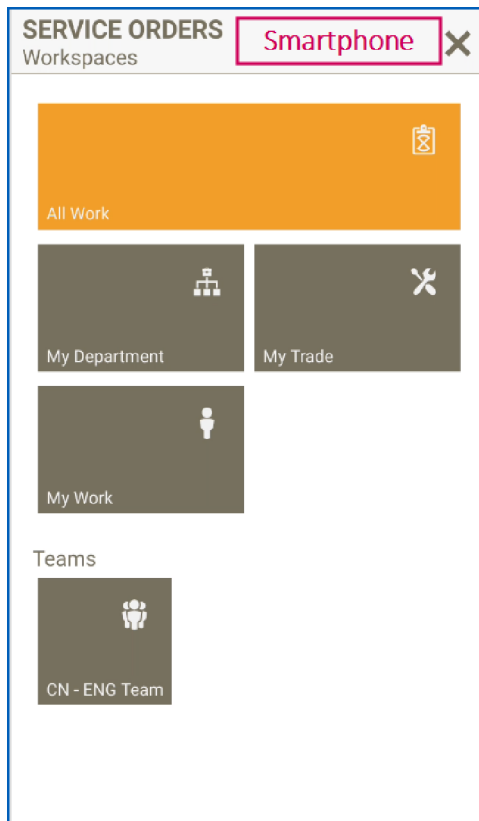 SERVICE ORDERS
Workspaces
Smartphone
All Work
My Department
My Trade
My Work
Teams
CN - ENG Team